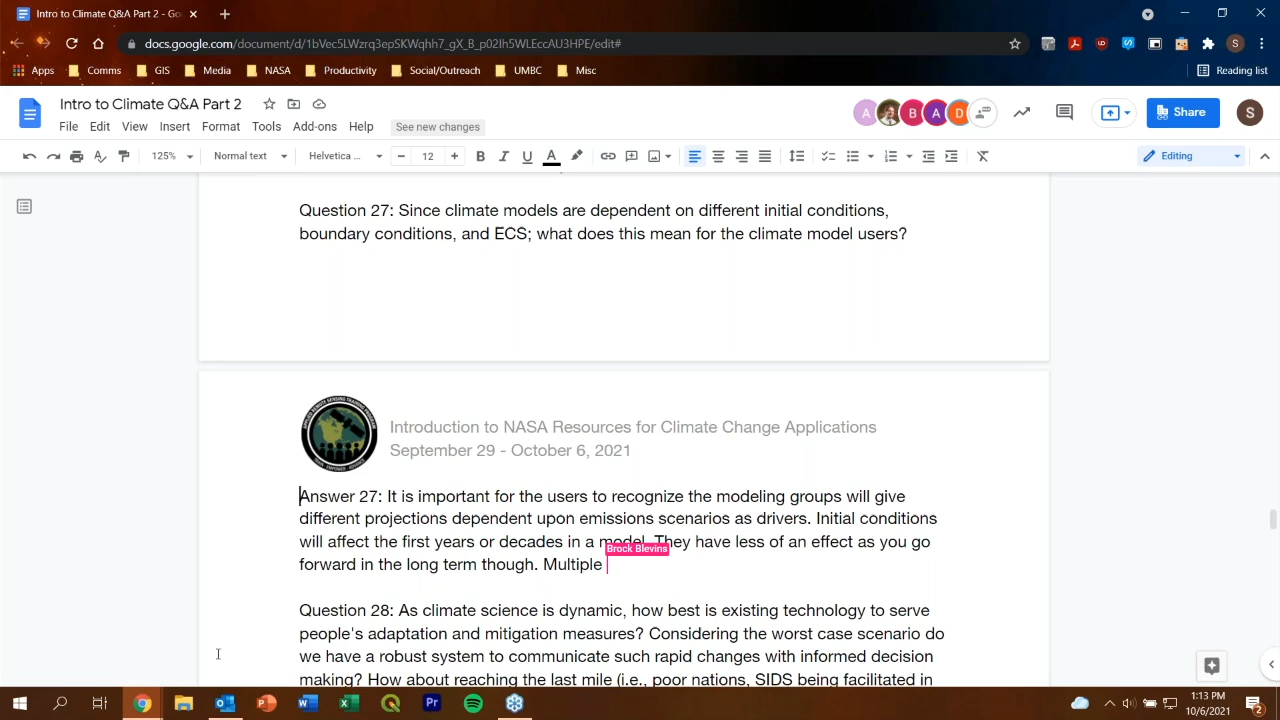 Intro to Climate Q&A Part 2 - Go
docs.google.com/document/d/1bVec5LWzrq3epSKWqhh7_gX_B_p02Ih5WLEccAU3HPE/edit#
S
Apps Comms GIS Media NASA Productivity Social/Outreach UMBC Misc Reading list
Intro to Climate Q&A Part 2
A B A D Share S
File Edit View Insert Format Tools Add-ons Help See new changes
125% Normal text Helvetica ... 12 B I U A Editing
Question 27: Since climate models are dependent on different initial conditions,
boundary conditions, and ECS; what does this mean for the climate model users?
Introduction to NASA Resources for Climate Change Applications
September 29 - October 6, 2021
Answer 27: It is important for the users to recognize the modeling groups will give
different projections dependent upon emissions scenarios as drivers. Initial conditions
will affect the first years or decades in a model. They have less of an effect as you go
Brock Blevins
forward in the long term though. Multiple
Question 28: As climate science is dynamic, how best is existing technology to serve
people's adaptation and mitigation measures? Considering the worst case scenario do
we have a robust system to communicate such rapid changes with informed decision
making? How about reaching the last mile (i.e., poor nations, SIDS being facilitated in
1:13 PM
10/6/2021
2